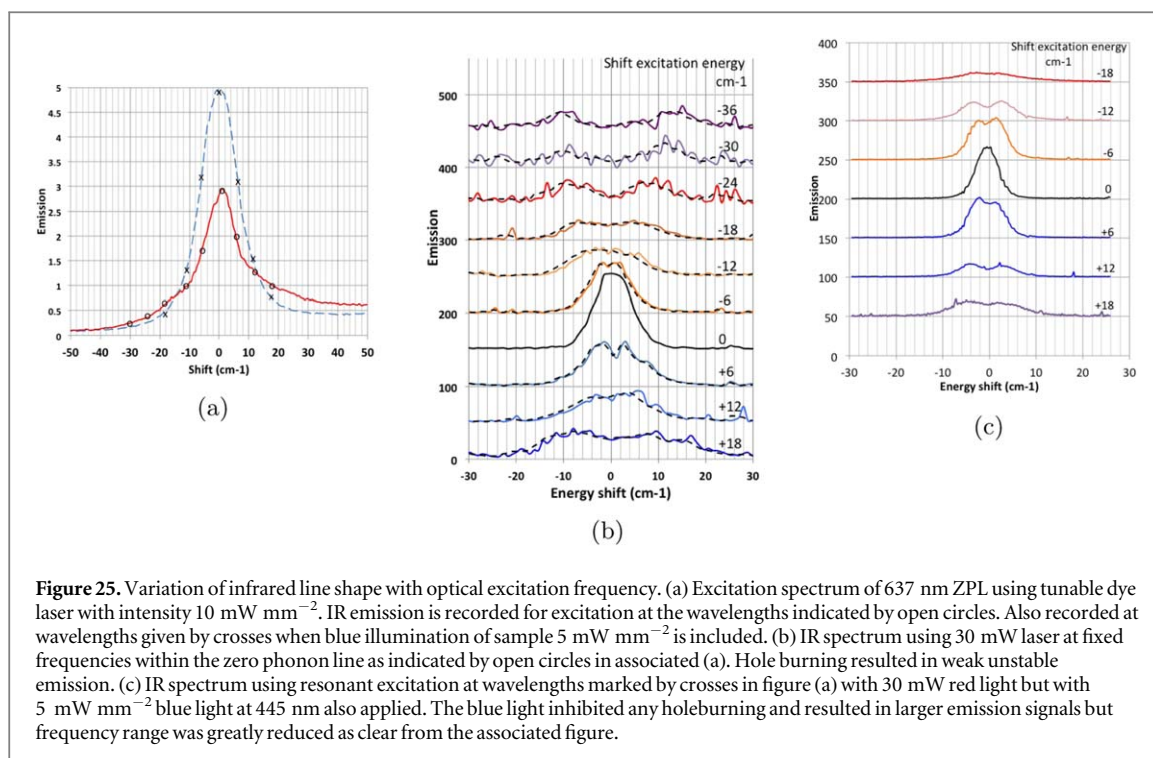 5
4.5
4
3.5
3
2.5
2
1.5
1
0.5
0
Emission
-50 -40 -30 -20 -10 0 10 20 30 40 50
Shift (cm-1)
(a)
Shift excitation energy
cm-1
500
400
300
200
100
0
Emission
-36
-30
-24
-18
-12
-6
0
+6
+12
+18
-30 -20 -10 0 10 20 30
Energy shift (cm-1)
(b)
400
350
300
250
200
150
100
50
0
Emission
Shift excitation energy
cm-1
-18
-12
-6
0
+6
+12
+18
-30 -20 -10 0 10 20 30
Energy shift (cm-1)
(c)
Figure 25. Variation of infrared line shape with optical excitation frequency. (a) Excitation spectrum of 637 nm ZPL using tunable dye
laser with intensity 10 mW mm−2. IR emission is recorded for excitation at the wavelengths indicated by open circles. Also recorded at
wavelengths given by crosses when blue illumination of sample 5 mW mm−2 is included. (b) IR spectrum using 30 mW laser at fixed
frequencies within the zero phonon line as indicated by open circles in associated (a). Hole burning resulted in weak unstable
emission. (c) IR spectrum using resonant excitation at wavelengths marked by crosses in figure (a) with 30 mW red light but with
5 mW mm−2 blue light at 445 nm also applied. The blue light inhibited any holeburning and resulted in larger emission signals but
frequency range was greatly reduced as clear from the associated figure.